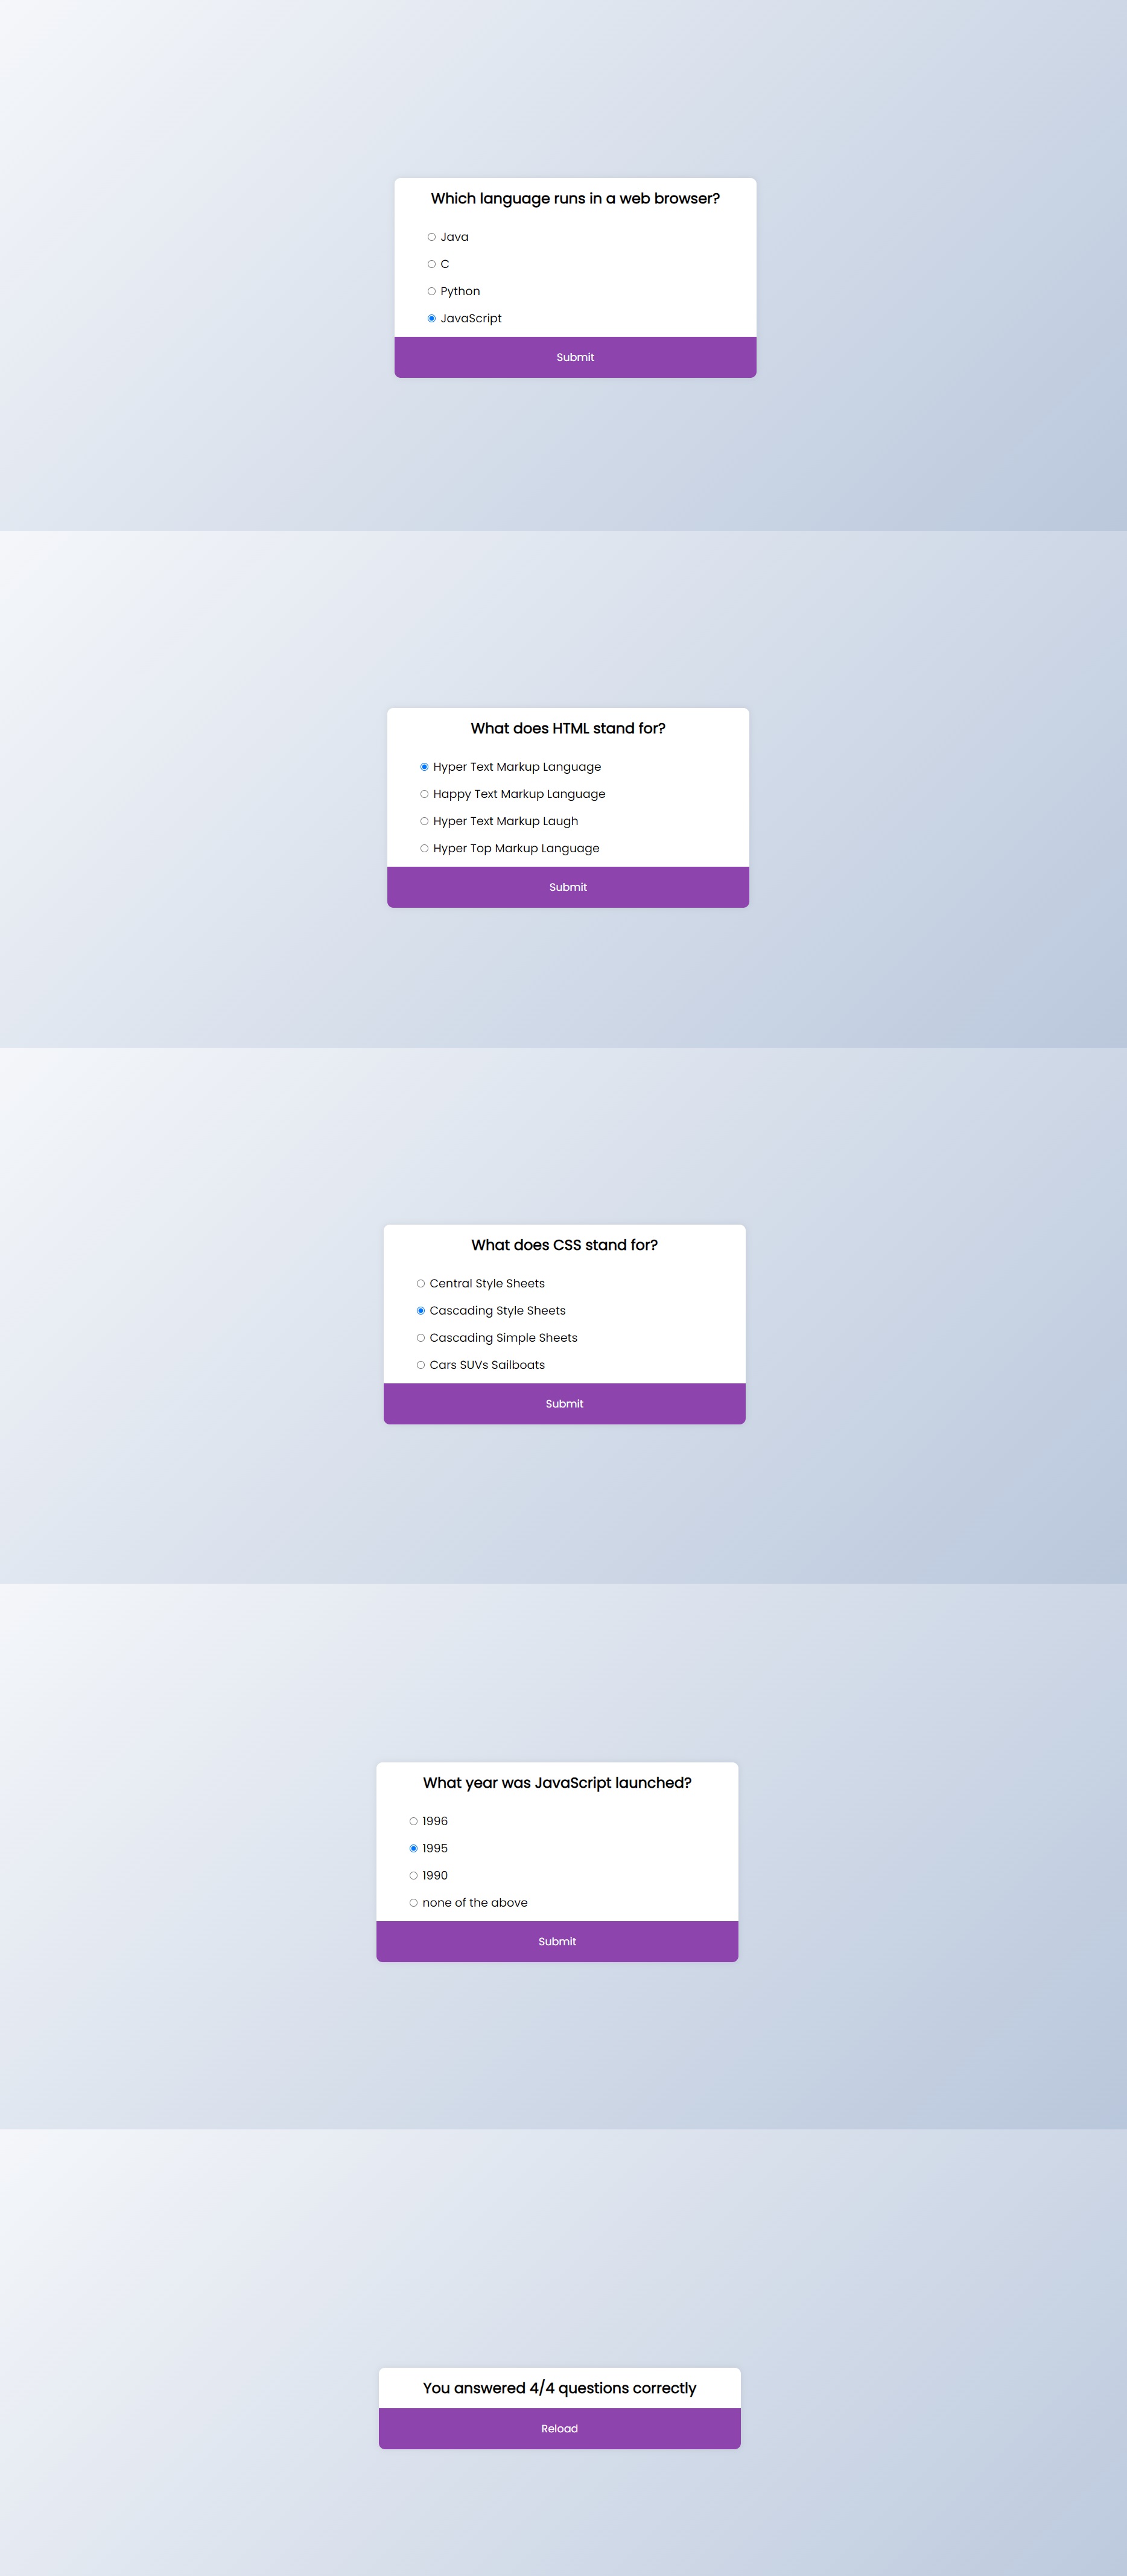 Which language runs in a web browser?
Java
C
Python
JavaScript
Submit
What does HTML stand for?
Hyper Text Markup Language
Happy Text Markup Language
Hyper Text Markup Laugh
Hyper Top Markup Language
Submit
What does CSS stand for?
Central Style Sheets
Cascading Style Sheets
Cascading Simple Sheets
Cars SUVs Sailboats
Submit
What year was JavaScript launched?
1996
1995
1990
none of the above
Submit
You answered 4/4 questions correctly
Reload